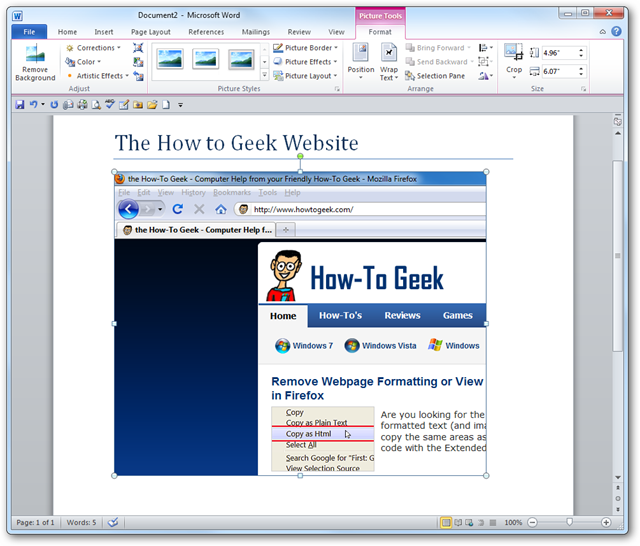 Document2 - Microsoft Word
Picture Tools
File Home Insert Page Layout References Mailings Review View Format
Remove Background
Corrections
Color
Artistic Effects
Adjust
Picture Styles
Picture Border
Picture Effects
Picture Layout
Position
Wrap Text
Bring Forward
Send Backward
Selection Pane
Arrange
Crop
4.96"
6.07"
Size
The How to Geek Website
the How-To Geek - Computer Help from your Friendly How-To Geek - Mozilla Firefox
File Edit View History Bookmarks Tools Help
http://www.howtogeek.com/
the How-To Geek - Computer Help f...
How-To Geek
Home How-To's Reviews Games
Windows 7 Windows Vista Windows
Remove Webpage Formatting or View
in Firefox
Copy
Copy as Plain Text
Copy as Html
Select All
Search Google for "First: G
View Selection Source
Are you looking for the
formatted text (and ima
copy the same areas as
code with the Extended
Page: 1 of 1 Words: 5 100%